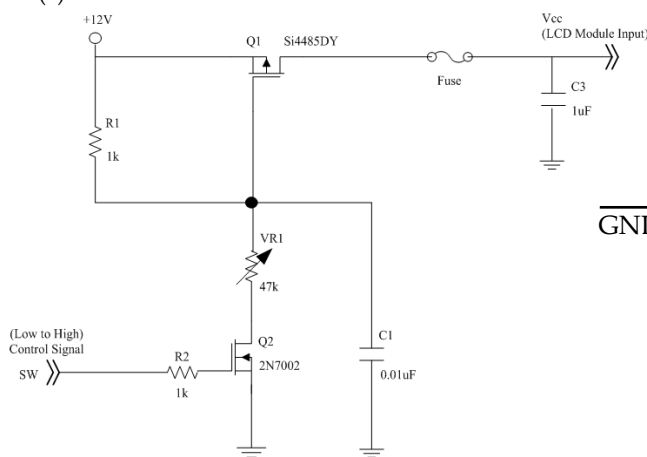 +12V
Q1
Si4485DY
Vcc
(LCD Module Input)
Fuse
C3
1uF
R1
1k
VR1
47k
(Low to High)
Control Signal
SW
R2
1k
Q2
2N7002
C1
0.01uF